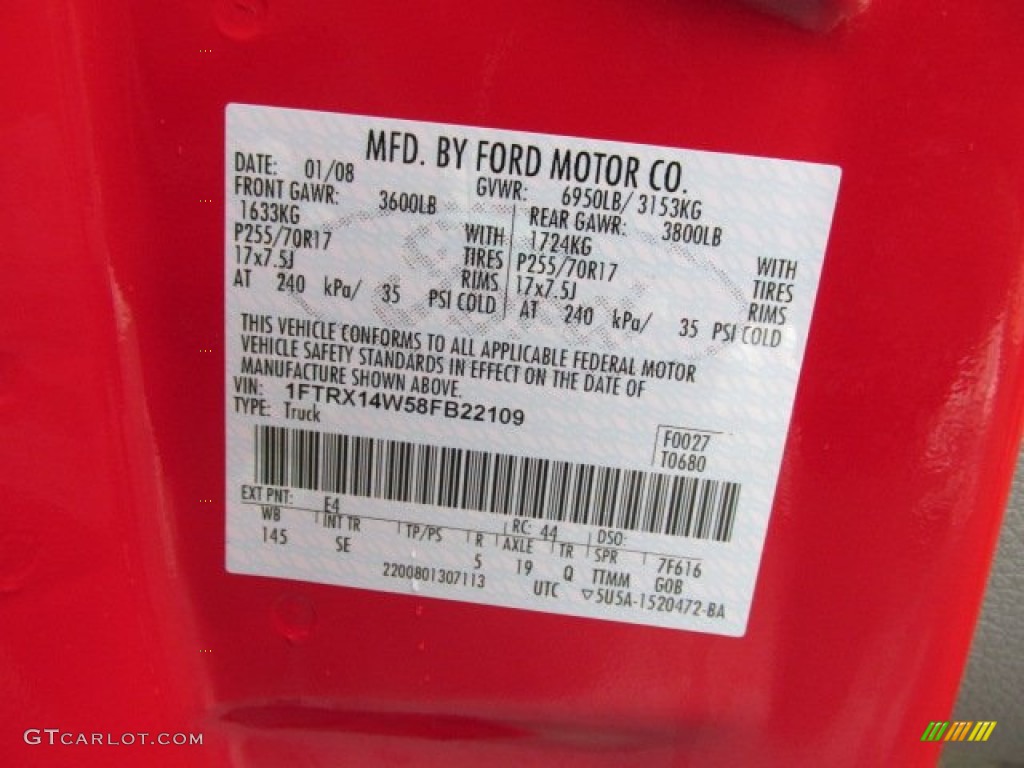 MFD. BY FORD MOTOR CO.
DATE: 01/08 GVWR: 6950LB/ 3153KG
FRONT GAWR: 3600LB REAR GAWR: 3800LB
1633KG WITH 1724KG WITH
P255/70R17 TIRES P255/70R17 TIRES
17x7.5J RIMS 17x7.5J RIMS
AT 240 kPa/ 35 PSI COLD AT 240 kPa/ 35 PSI COLD
THIS VEHICLE CONFORMS TO ALL APPLICABLE FEDERAL MOTOR
VEHICLE SAFETY STANDARDS IN EFFECT ON THE DATE OF
MANUFACTURE SHOWN ABOVE.
VIN: 1FTRX14W58FB22109
TYPE: Truck
F0027
T0680
EXT PNT: E4 RC: 44 DSO:
WB INT TR TP/PS R AXLE TR SPR 7F616
145 SE 5 19 Q TTMM GOB
2200801307113 UTC ▽5U5A-1520472-BA
GTCARLOT.COM